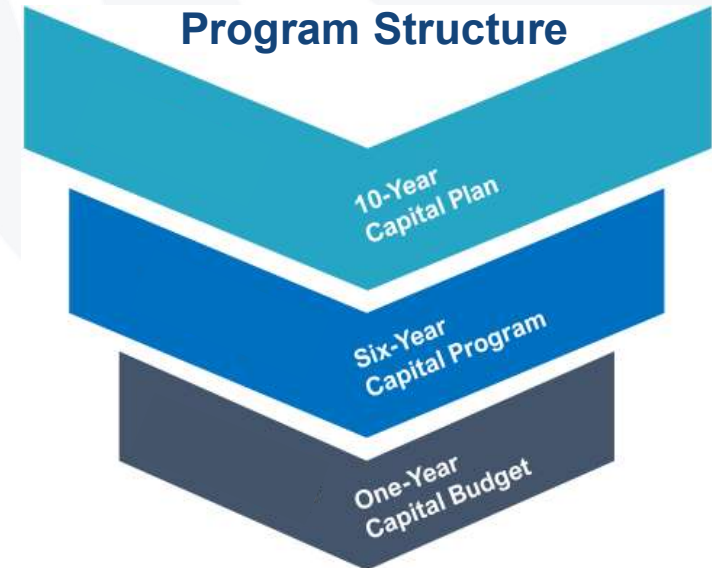 Program Structure
10-Year
Capital Plan
Six-Year
Capital Program
One-Year
Capital Budget